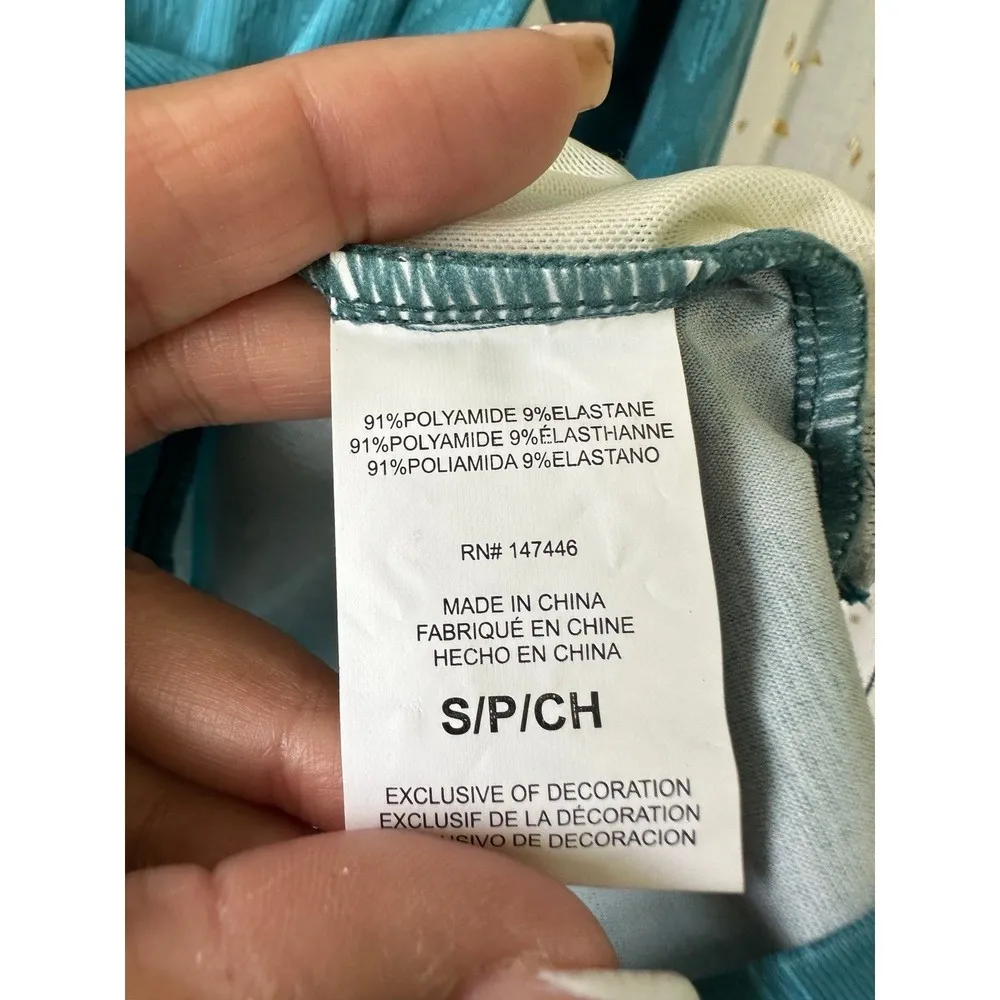 91%POLYAMIDE 9%ELASTANE
91%POLYAMIDE 9%ÉLASTHANNE
91%POLIAMIDA 9%ELASTANO
RN# 147446
MADE IN CHINA
FABRIQUÉ EN CHINE
HECHO EN CHINA
S/P/CH
EXCLUSIVE OF DECORATION
EXCLUSIF DE LA DÉCORATION
DE DECORACION